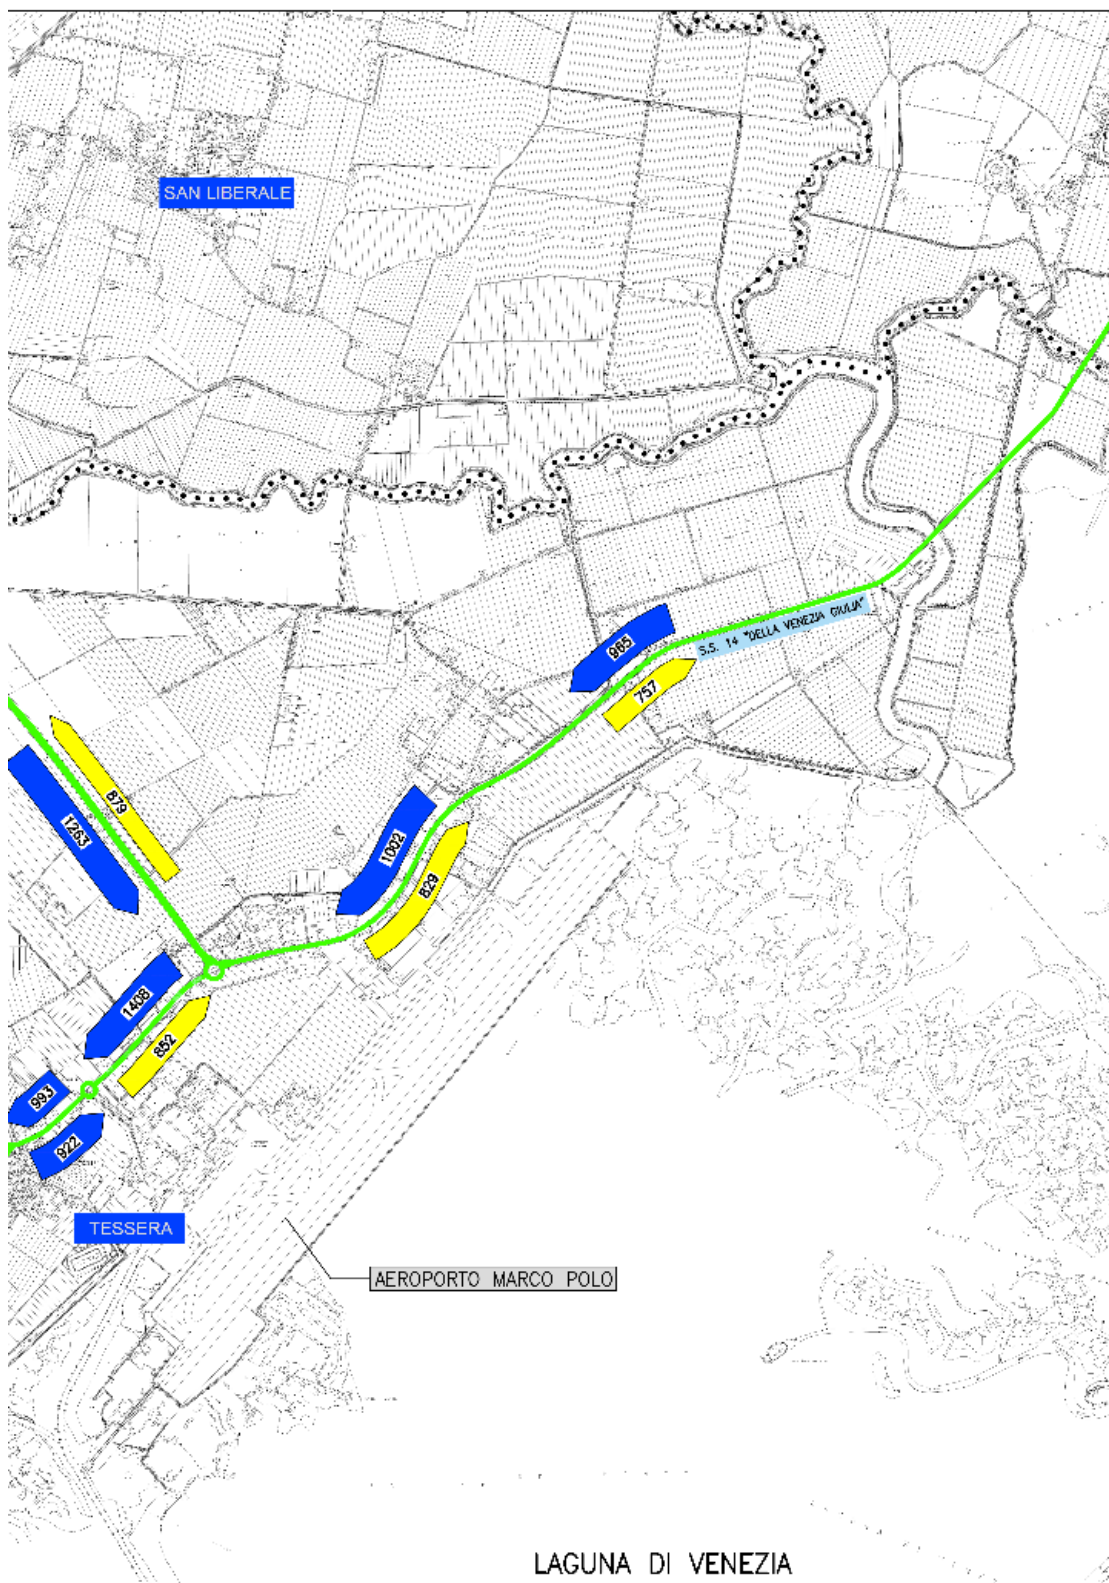 SAN LIBERALE
S.S. 14 "DELLA VENEZIA GIULIA"
965
757
879
1263
1002
829
1408
852
993
922
TESSERA
AEROPORTO MARCO POLO
LAGUNA DI VENEZIA